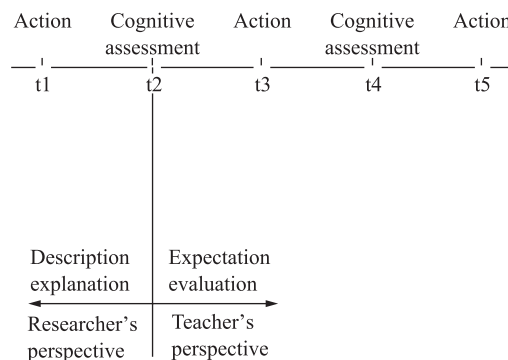 Action Cognitive assessment Action Cognitive assessment Action
t1 t2 t3 t4 t5
Description explanation
Expectation evaluation
Researcher's perspective
Teacher's perspective